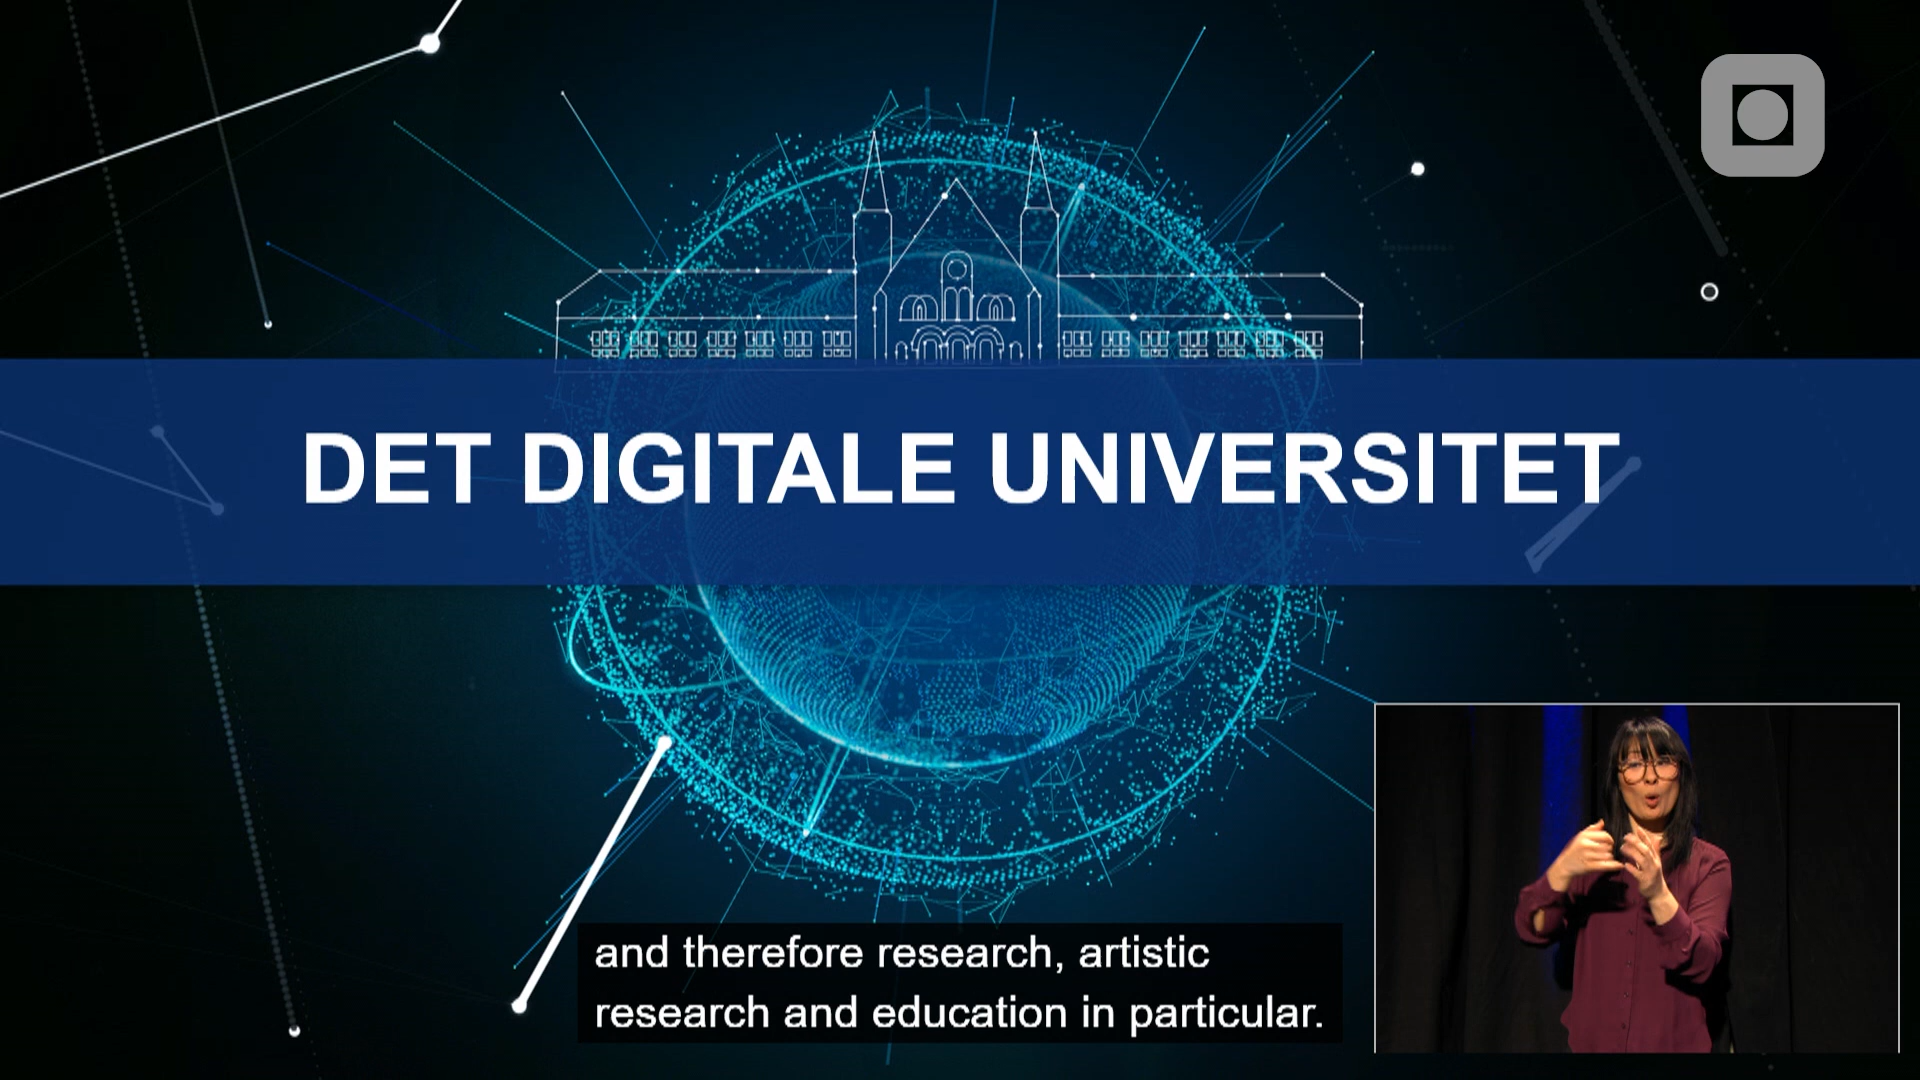 DET DIGITALE UNIVERSITET
and therefore research, artistic
research and education in particular.